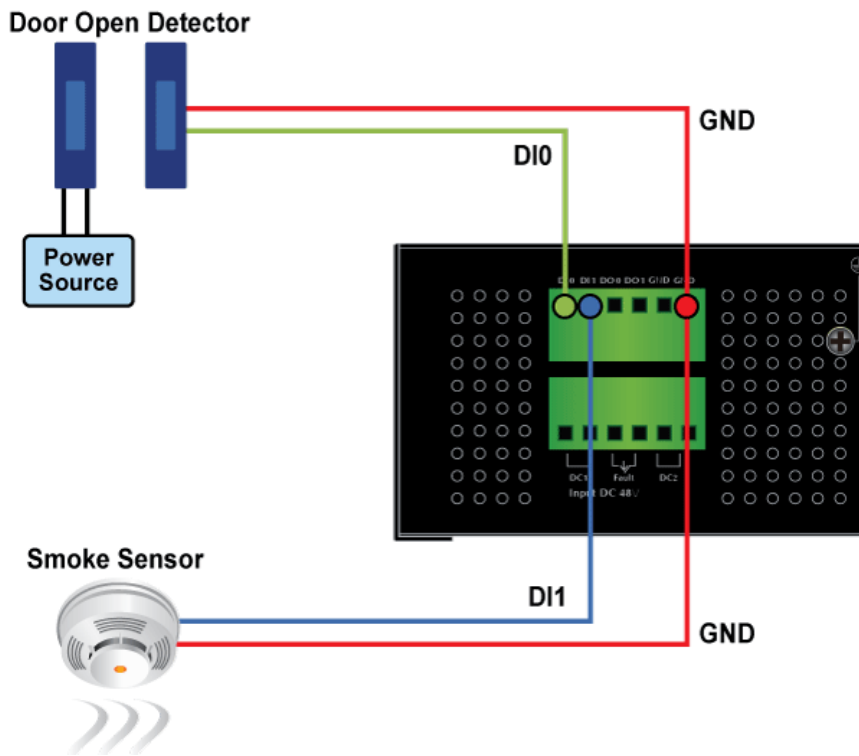 Door Open Detector
GND
DI0
Power
Source
DI0 DI1 DO0 DO1 GND GND
DC1 Fault DC2
Input DC 48V
Smoke Sensor
DI1
GND